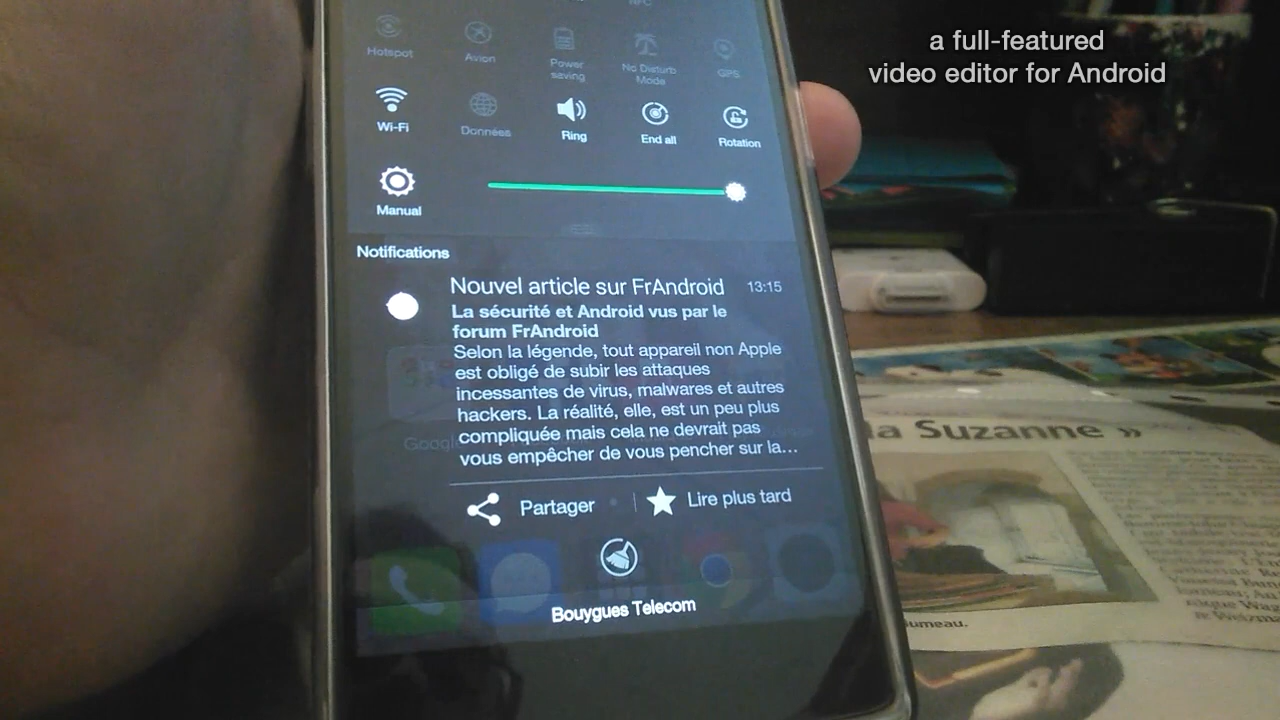 a full-featured
video editor for Android
NFC
Hotspot
Avion
Power
saving
No Disturb
Mode
GPS
Wi-Fi
Données
Ring
End all
Rotation
Manual
Notifications
Nouvel article sur FrAndroid 13:15
La sécurité et Android vus par le
forum FrAndroid
Selon la légende, tout appareil non Apple
est obligé de subir les attaques
incessantes de virus, malwares et autres
hackers. La réalité, elle, est un peu plus
compliquée mais cela ne devrait pas
vous empêcher de vous pencher sur la...
Google
Partager
Lire plus tard
Bouygues Telecom
Suzanne »